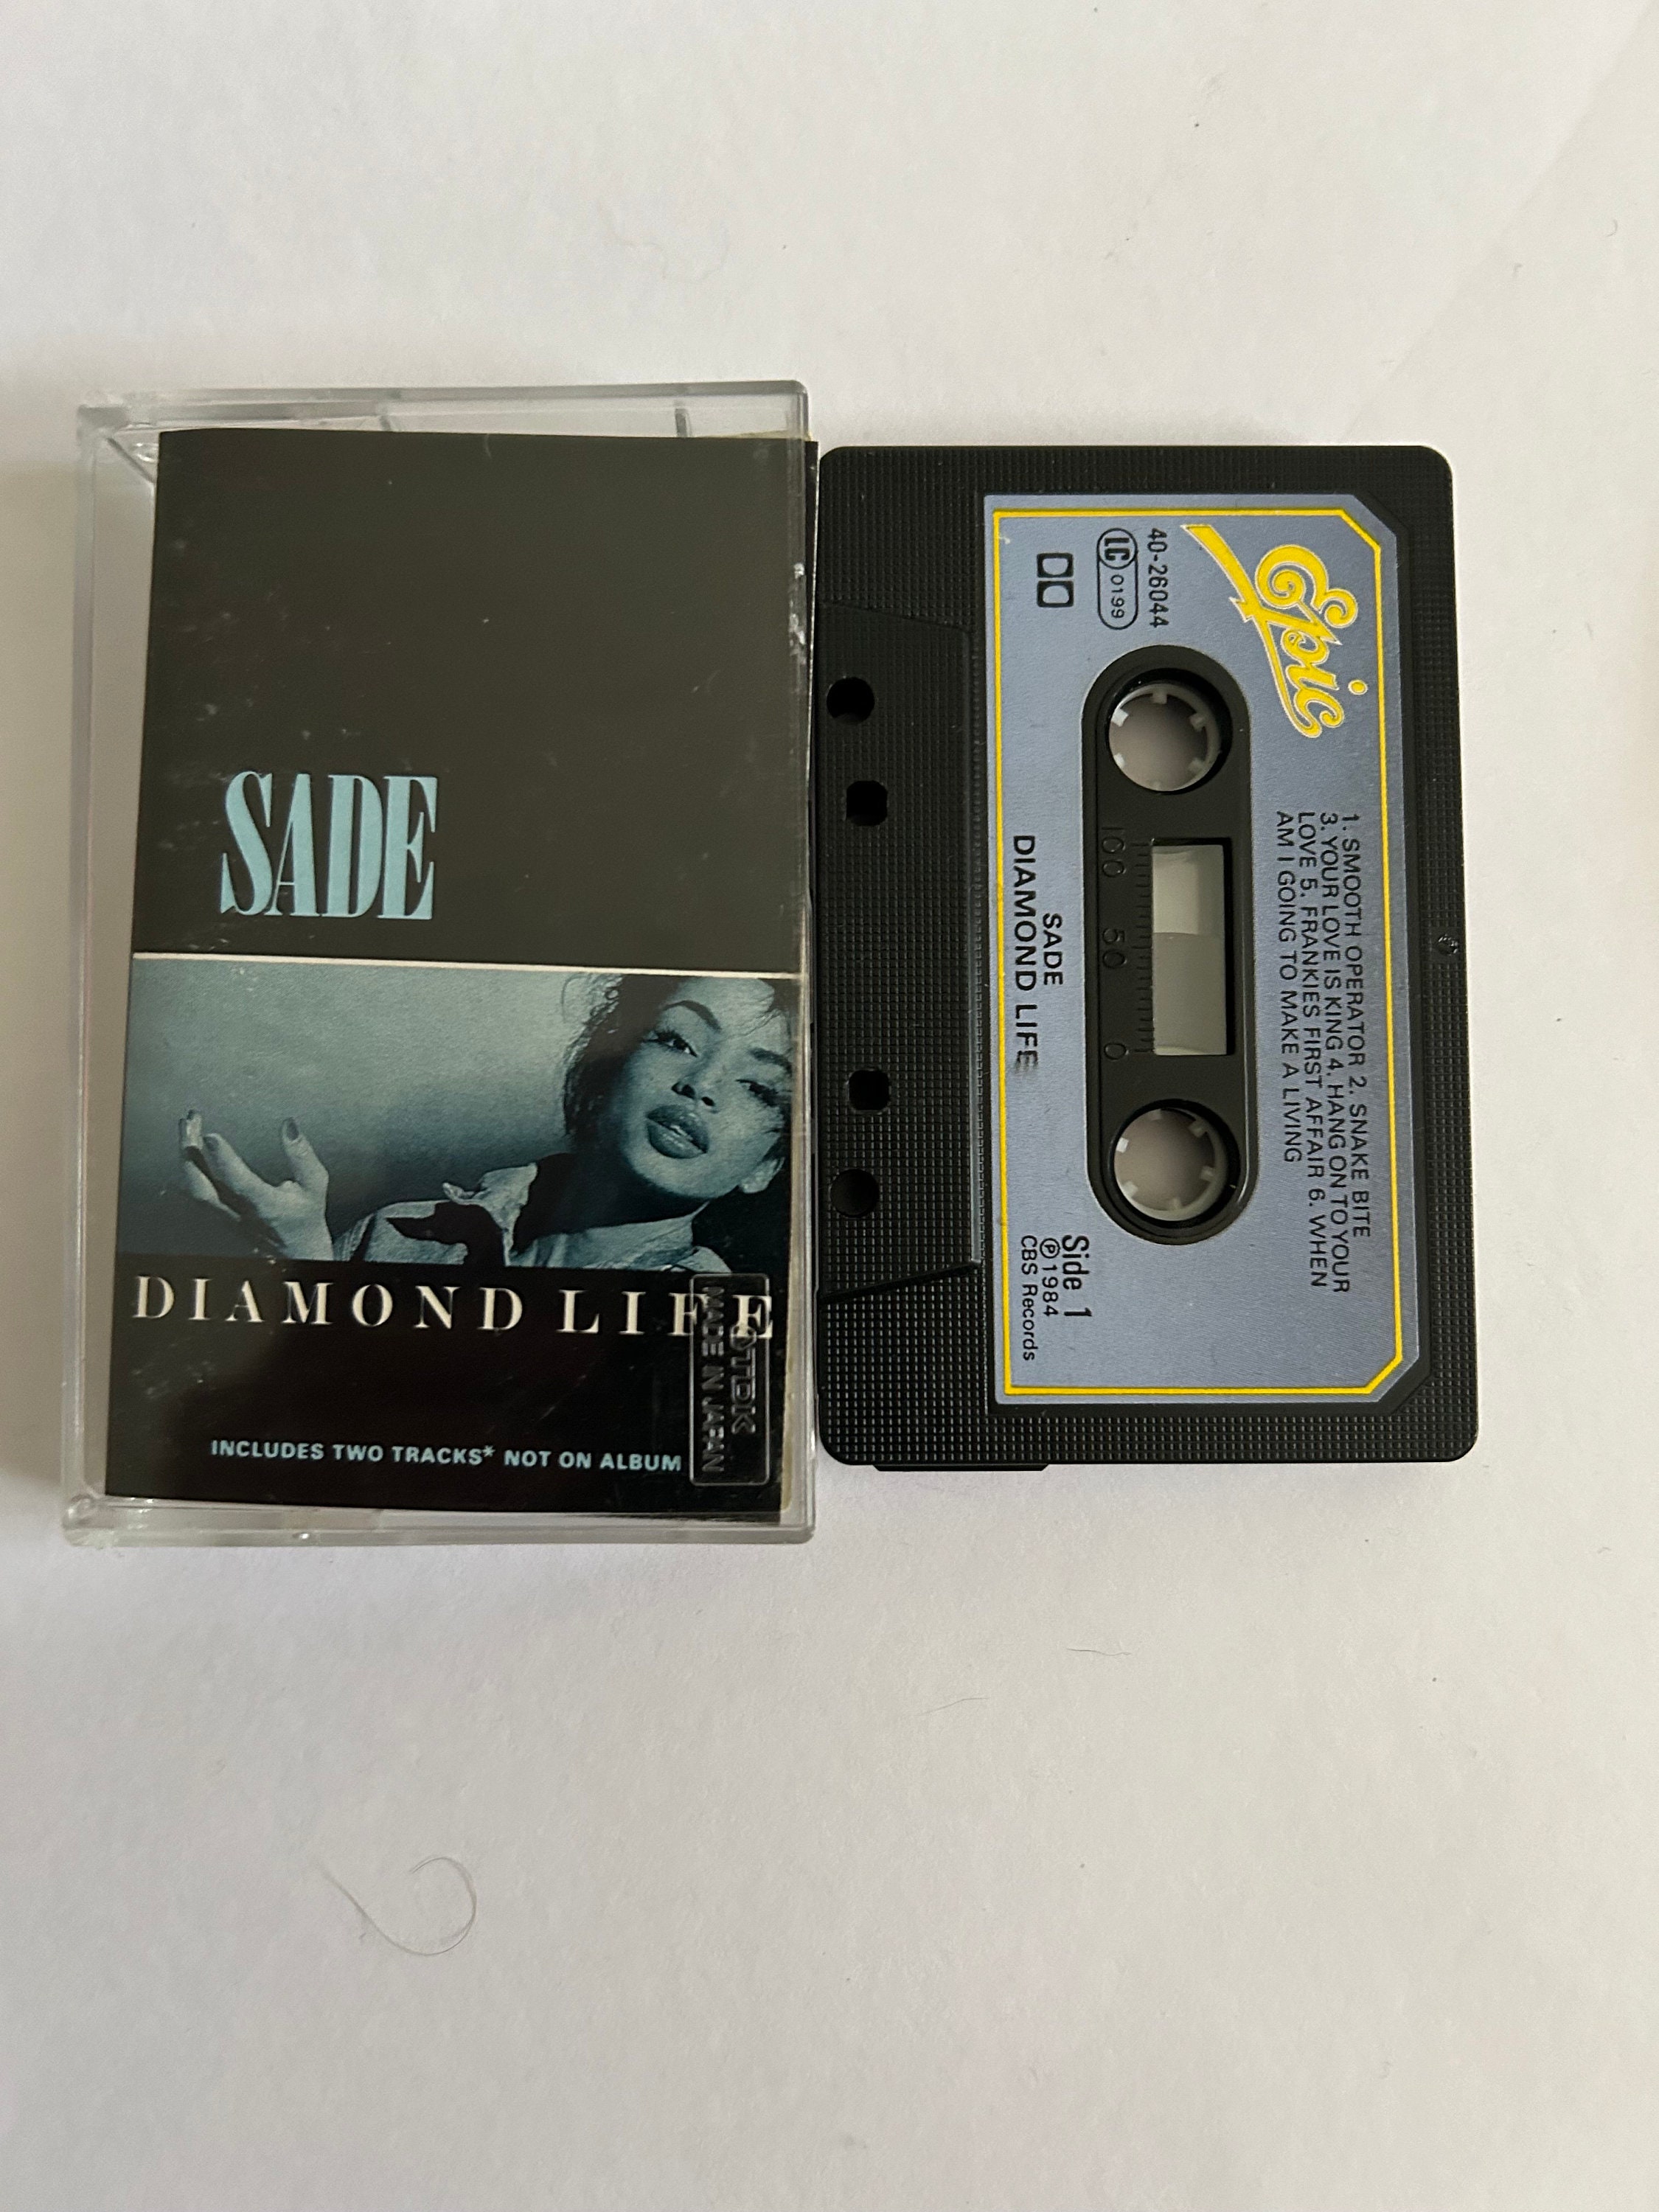 SADE
DIAMOND LIFE
INCLUDES TWO TRACKS* NOT ON ALBUM
TDK
MADE IN JAPAN
Epic
1. SMOOTH OPERATOR 2. SNAKE BITE
3. YOUR LOVE IS KING 4. HANG ON TO YOUR
LOVE 5. FRANKIES FIRST AFFAIR 6. WHEN
AM I GOING TO MAKE A LIVING
40-26044
LC 0199
100 50 0
Side 1
℗1984
CBS Records
SADE
DIAMOND LIFE